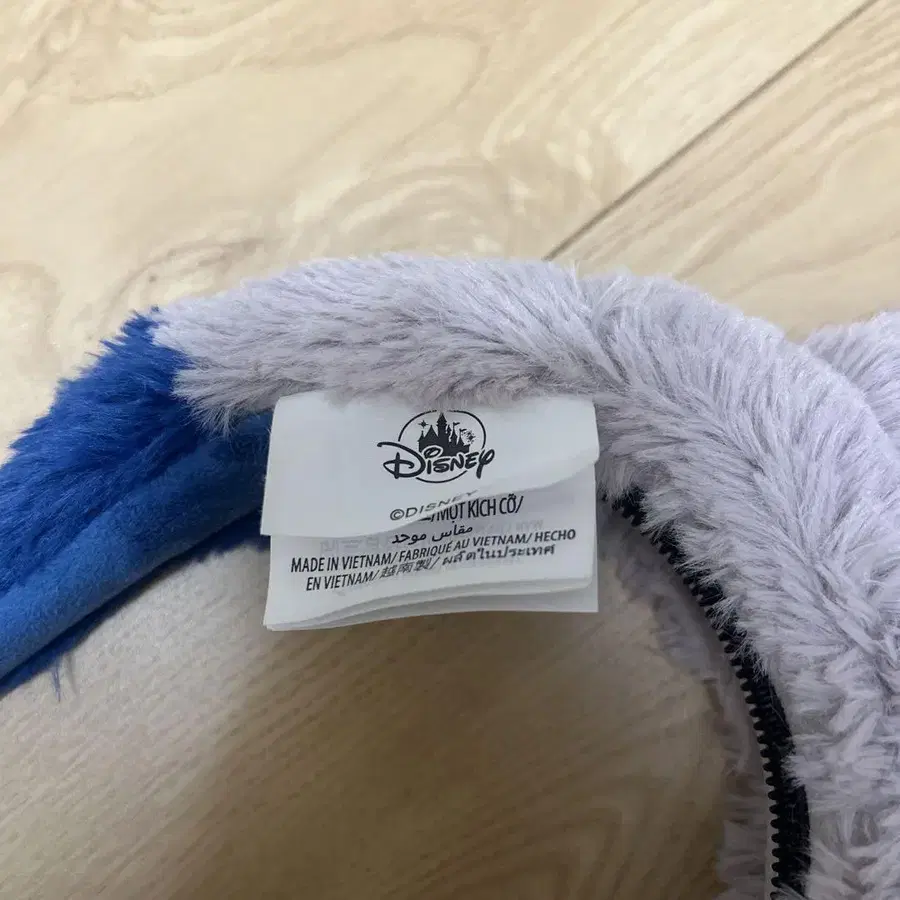 Disney
©DISNEY
/MỘT KÍCH CỠ/
مقاس موحد
MADE IN VIETNAM/ FABRIQUÉ AU VIETNAM/ HECHO
EN VIETNAM/ 越南製/ ผลิตในประเทศ